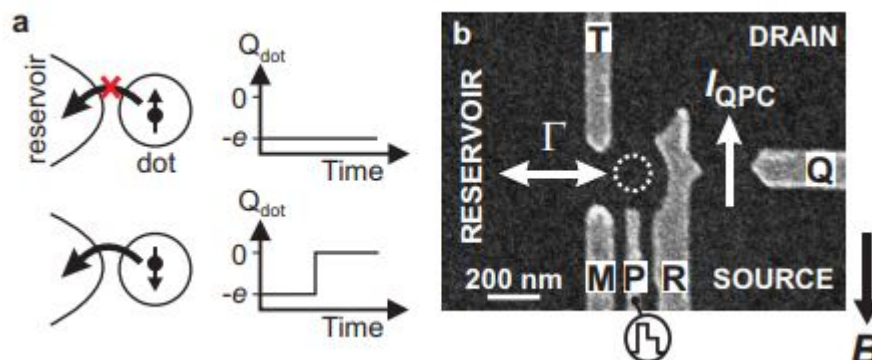 a
reservoir
dot
Q_dot
0
-e
Time
Q_dot
0
-e
Time
b
T
DRAIN
I_QPC
RESERVOIR
Γ
Q
200 nm
M P R
SOURCE
B